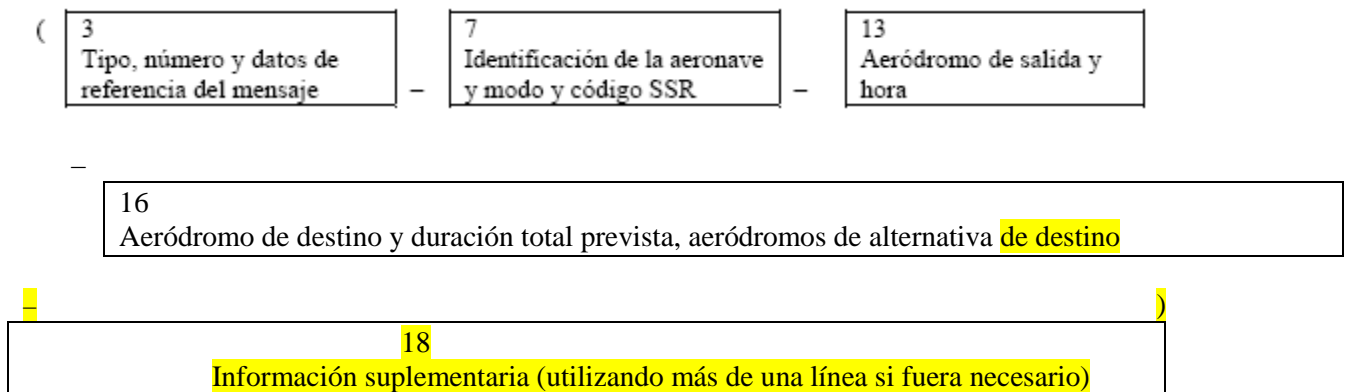 ( 3 7 13
Tipo, número y datos de Identificación de la aeronave Aeródromo de salida y
referencia del mensaje – y modo y código SSR – hora
–
16
Aeródromo de destino y duración total prevista, aeródromos de alternativa de destino
– )
18
Información suplementaria (utilizando más de una línea si fuera necesario)